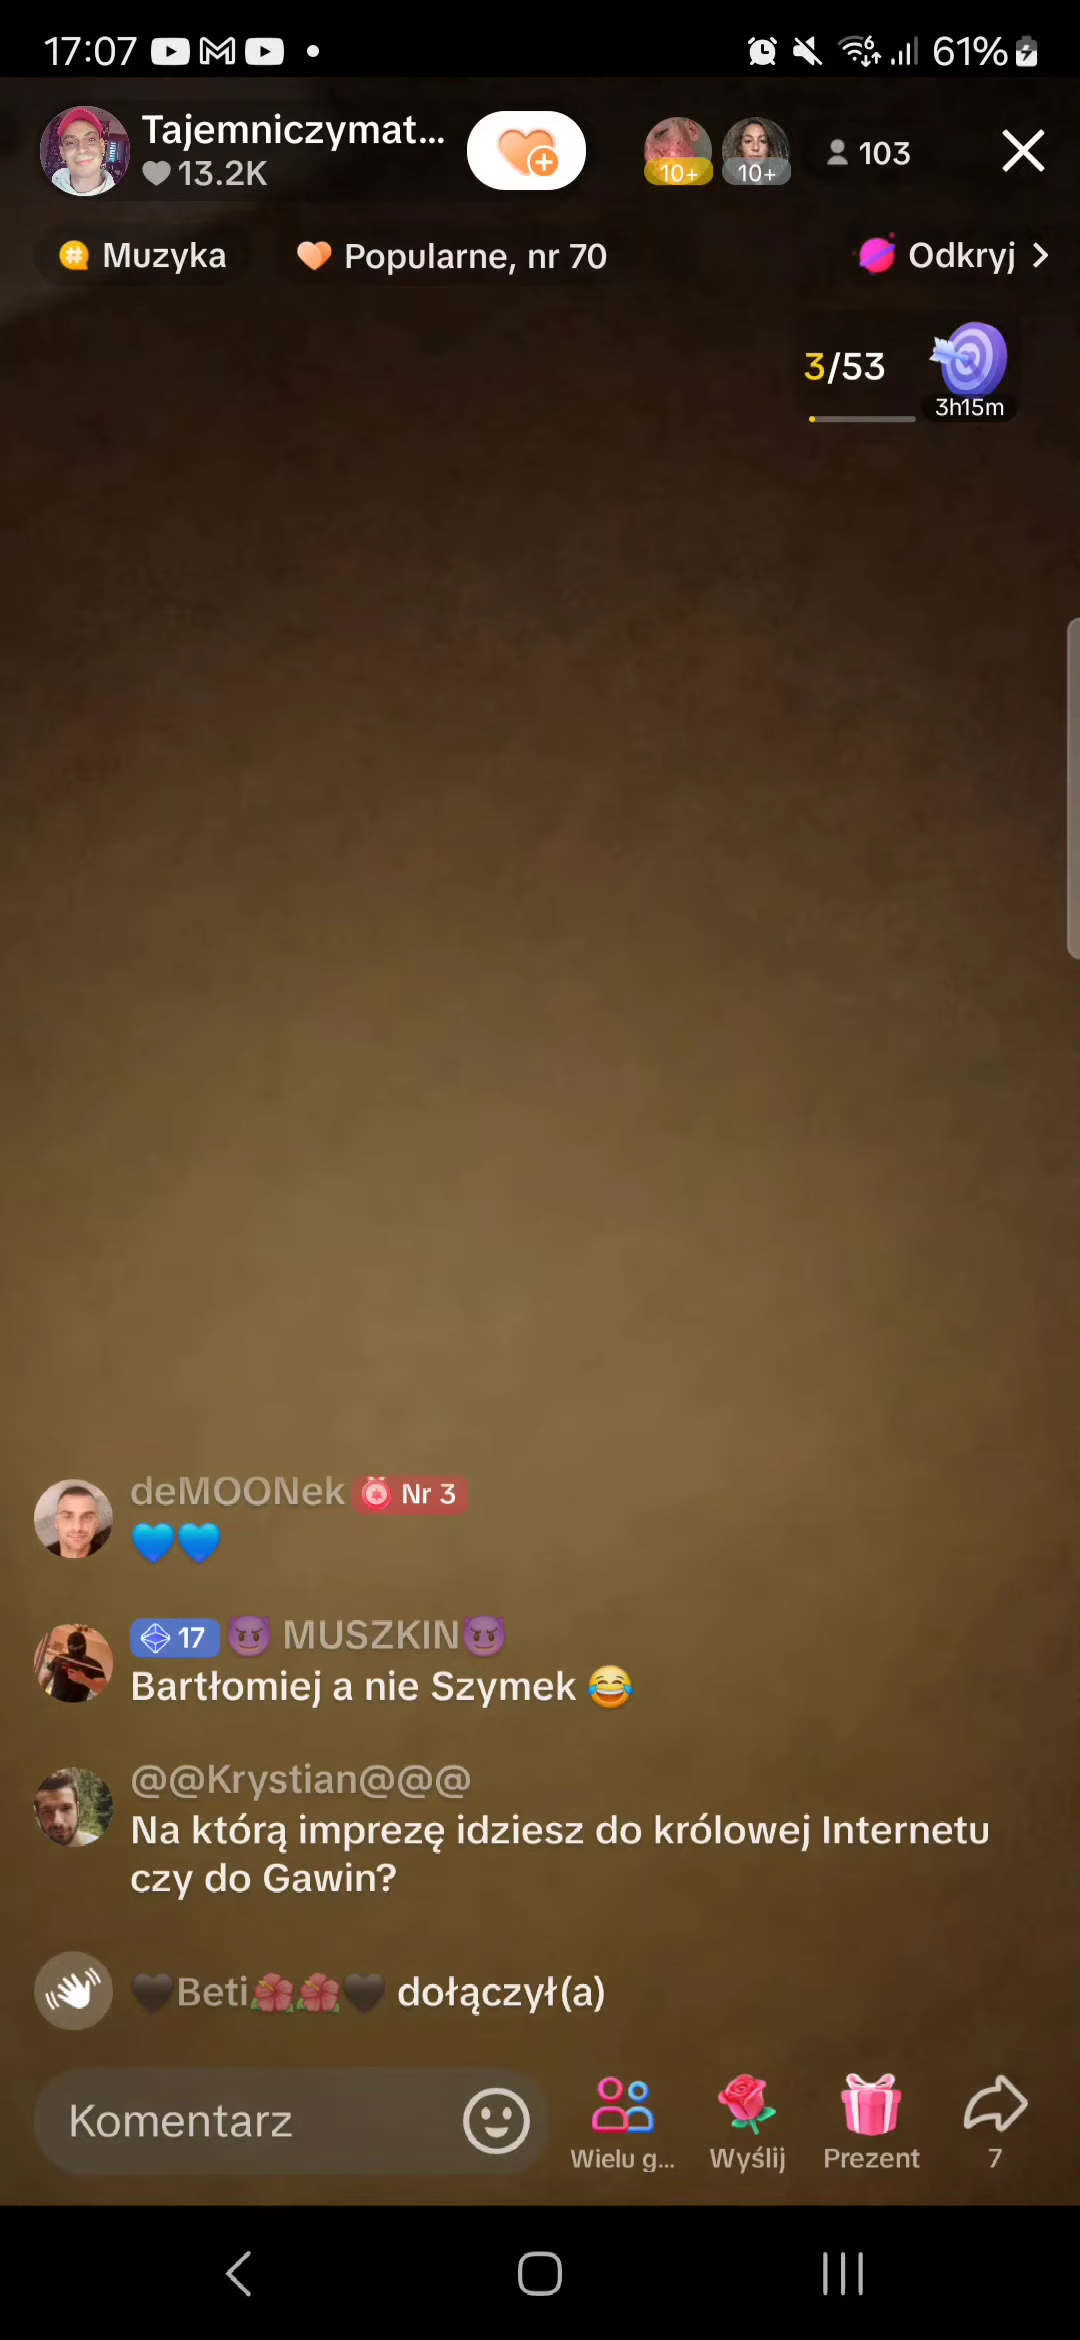 17:07
61%
Tajemniczymat...
13.2K
10+
10+
103
Muzyka
Popularne, nr 70
Odkryj
3/53
3h15m
deMOONek Nr 3
💙💙
17 😈 MUSZKIN😈
Bartłomiej a nie Szymek 😂
@@Krystian@@@
Na którą imprezę idziesz do królowej Internetu
czy do Gawin?
🖤Beti🌺🌺🖤 dołączył(a)
Komentarz
Wielu g...
Wyślij
Prezent
7